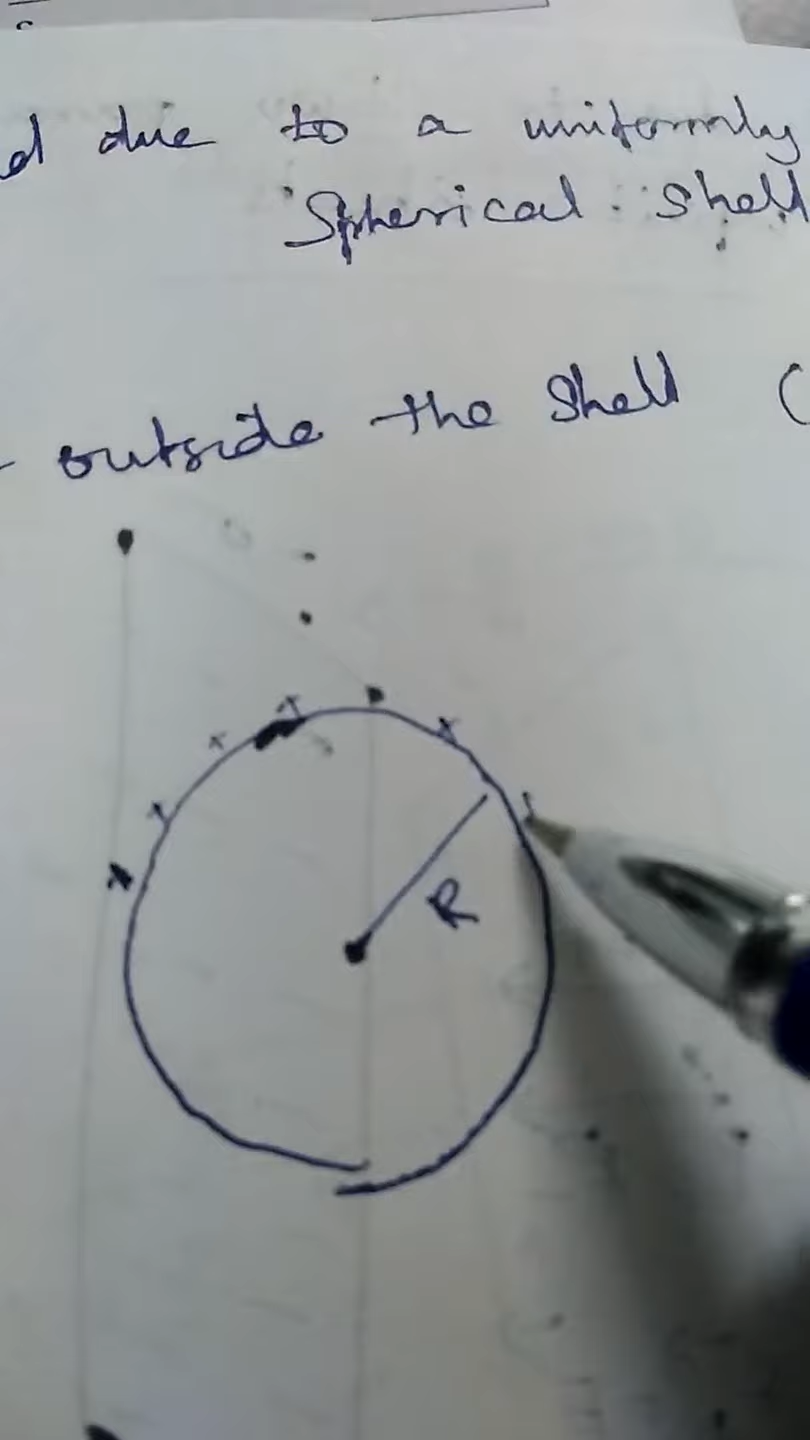 d due to a uniformly
Spherical shell
outside the shell (
R